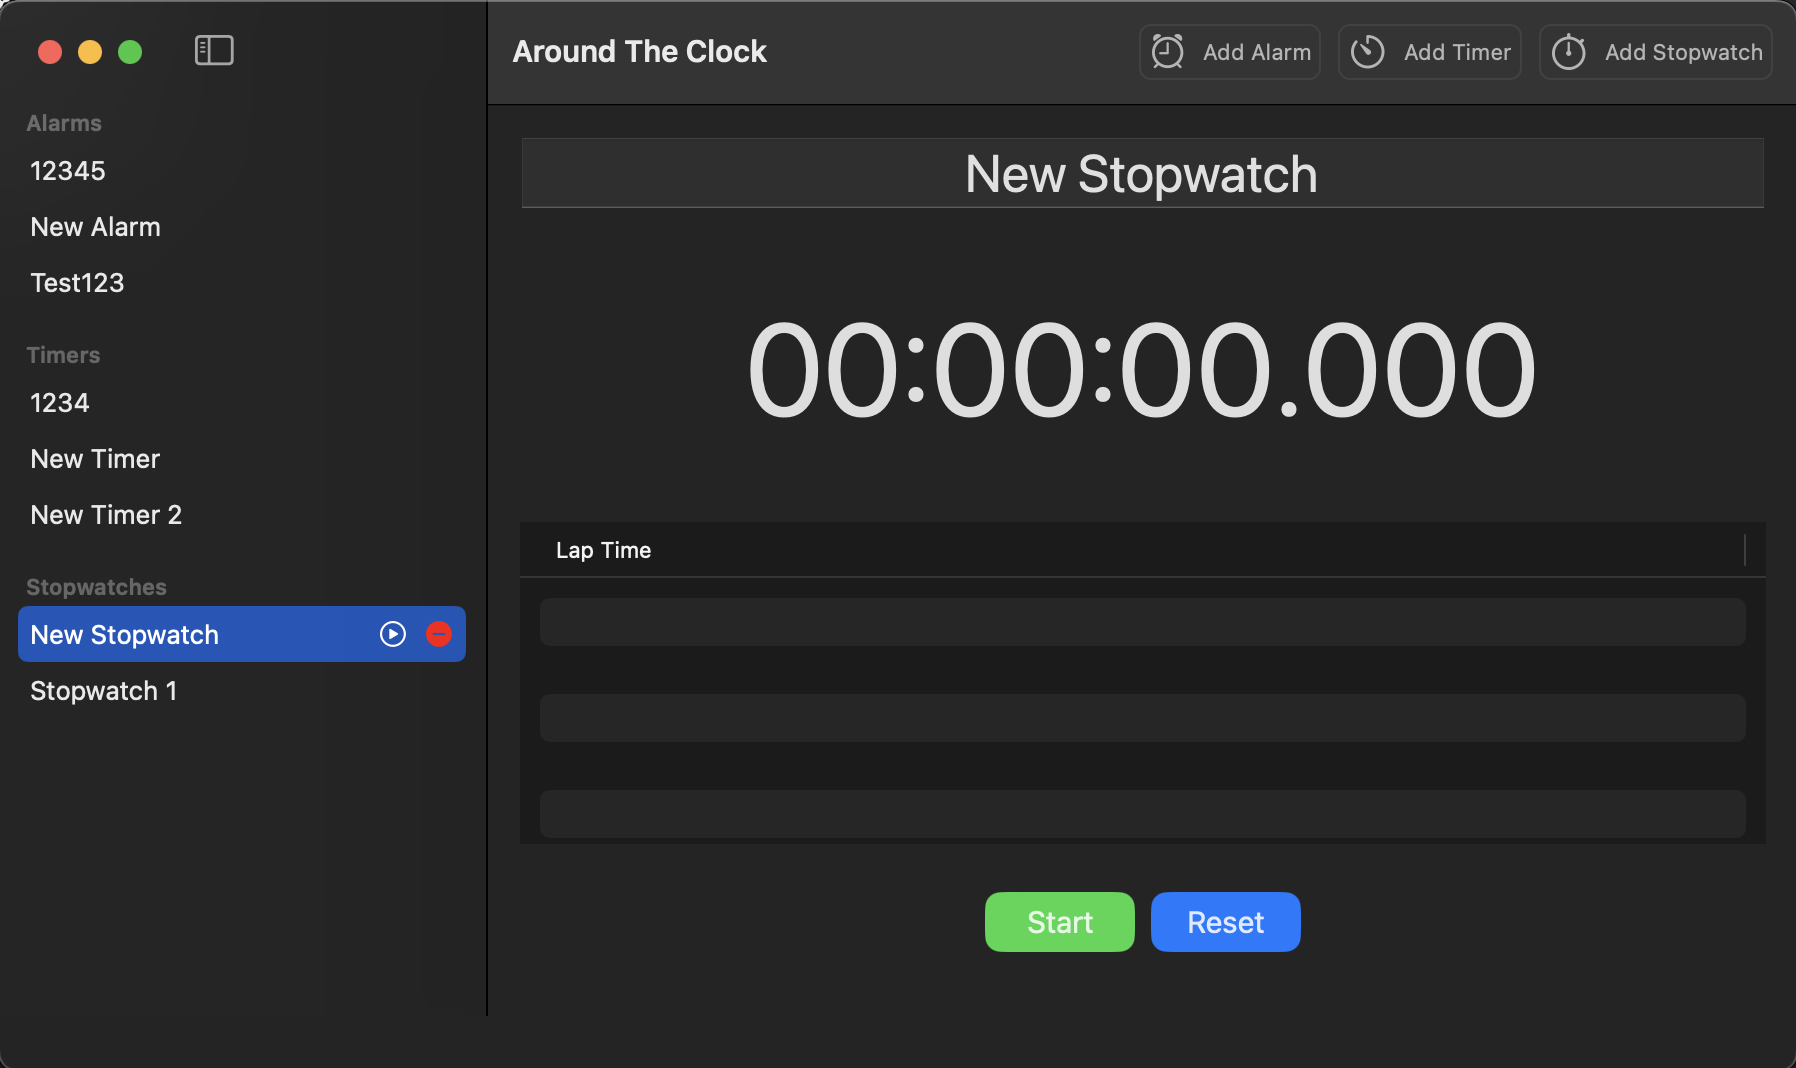 Around The Clock
Add Alarm
Add Timer
Add Stopwatch
Alarms
12345
New Alarm
Test123
Timers
1234
New Timer
New Timer 2
Stopwatches
New Stopwatch
Stopwatch 1
New Stopwatch
00:00:00.000
Lap Time
Start
Reset